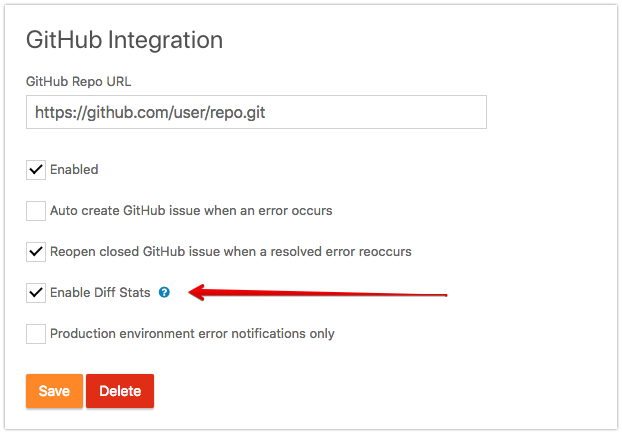 GitHub Integration
GitHub Repo URL
https://github.com/user/repo.git
Enabled
Auto create GitHub issue when an error occurs
Reopen closed GitHub issue when a resolved error reoccurs
Enable Diff Stats ?
Production environment error notifications only
Save Delete